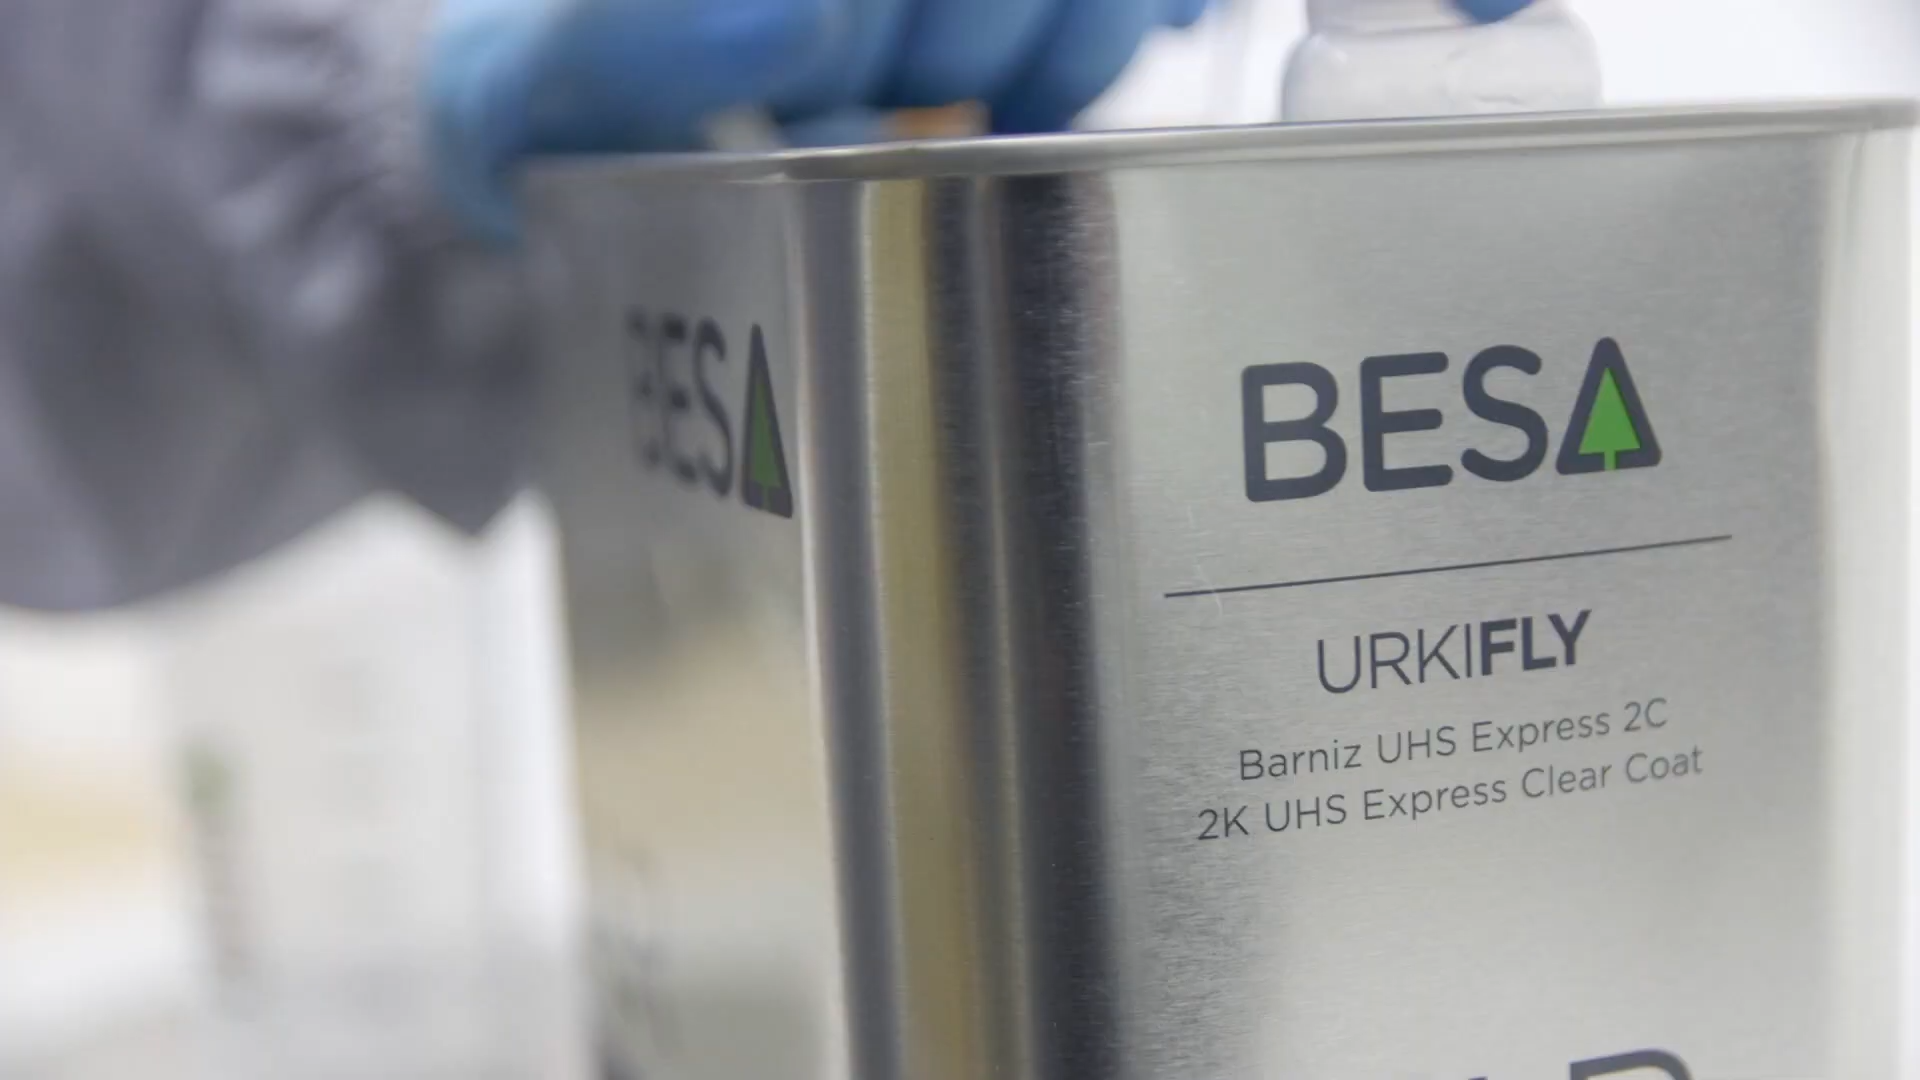 BESA
BESA
URKIFLY
Barniz UHS Express 2C
2K UHS Express Clear Coat